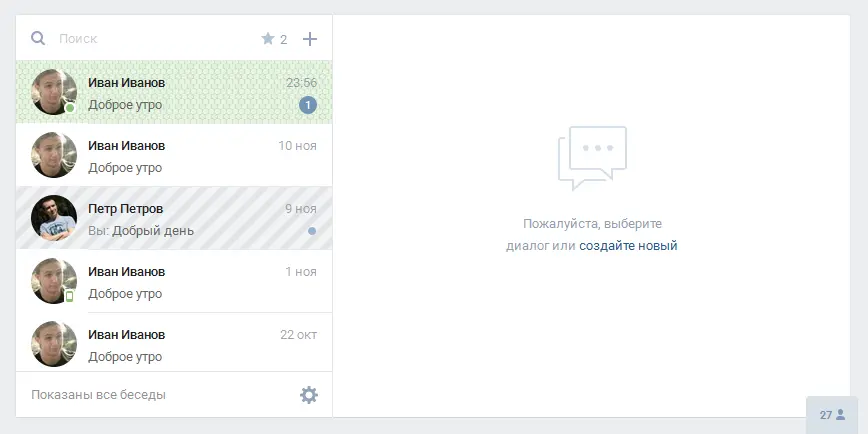 Поиск
2
Иван Иванов 23:56
Доброе утро 1
Иван Иванов 10 ноя
Доброе утро
Петр Петров 9 ноя
Вы: Добрый день
Иван Иванов 1 ноя
Доброе утро
Иван Иванов 22 окт
Доброе утро
Показаны все беседы
Пожалуйста, выберите
диалог или создайте новый
27